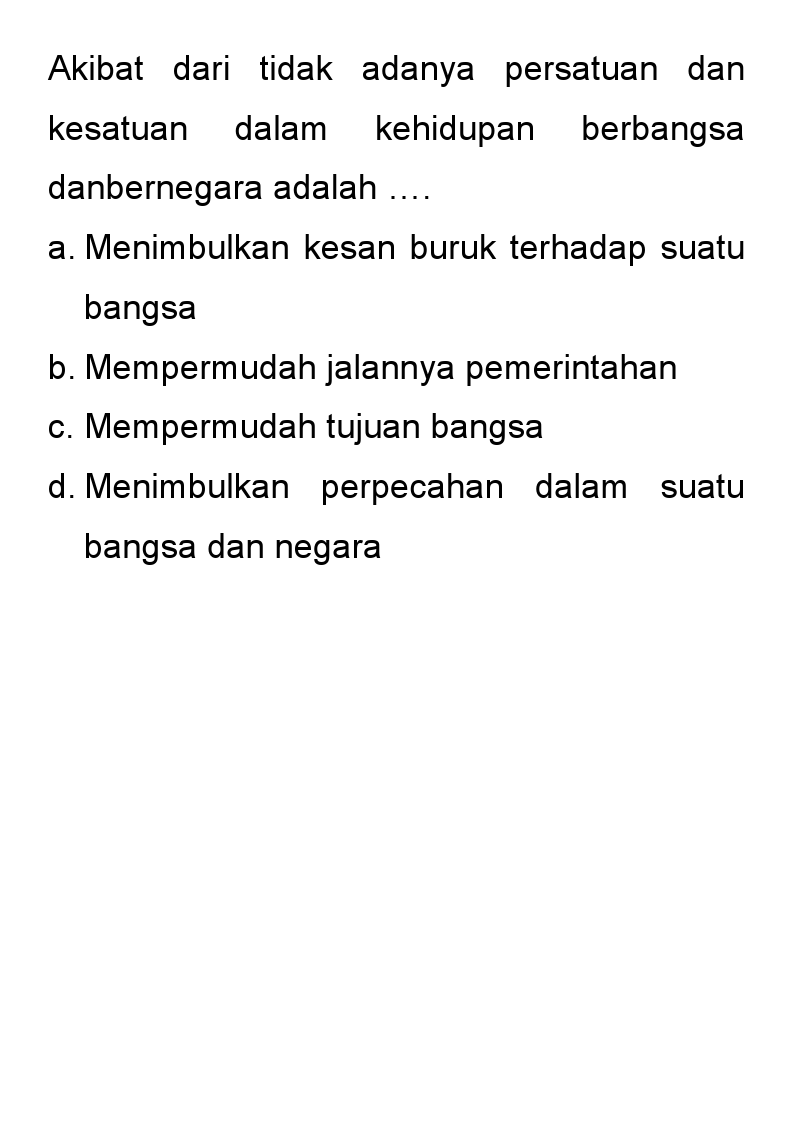 Akibat dari tidak adanya persatuan dan
kesatuan dalam kehidupan berbangsa
danbernegara adalah ….
a. Menimbulkan kesan buruk terhadap suatu
bangsa
b. Mempermudah jalannya pemerintahan
c. Mempermudah tujuan bangsa
d. Menimbulkan perpecahan dalam suatu
bangsa dan negara